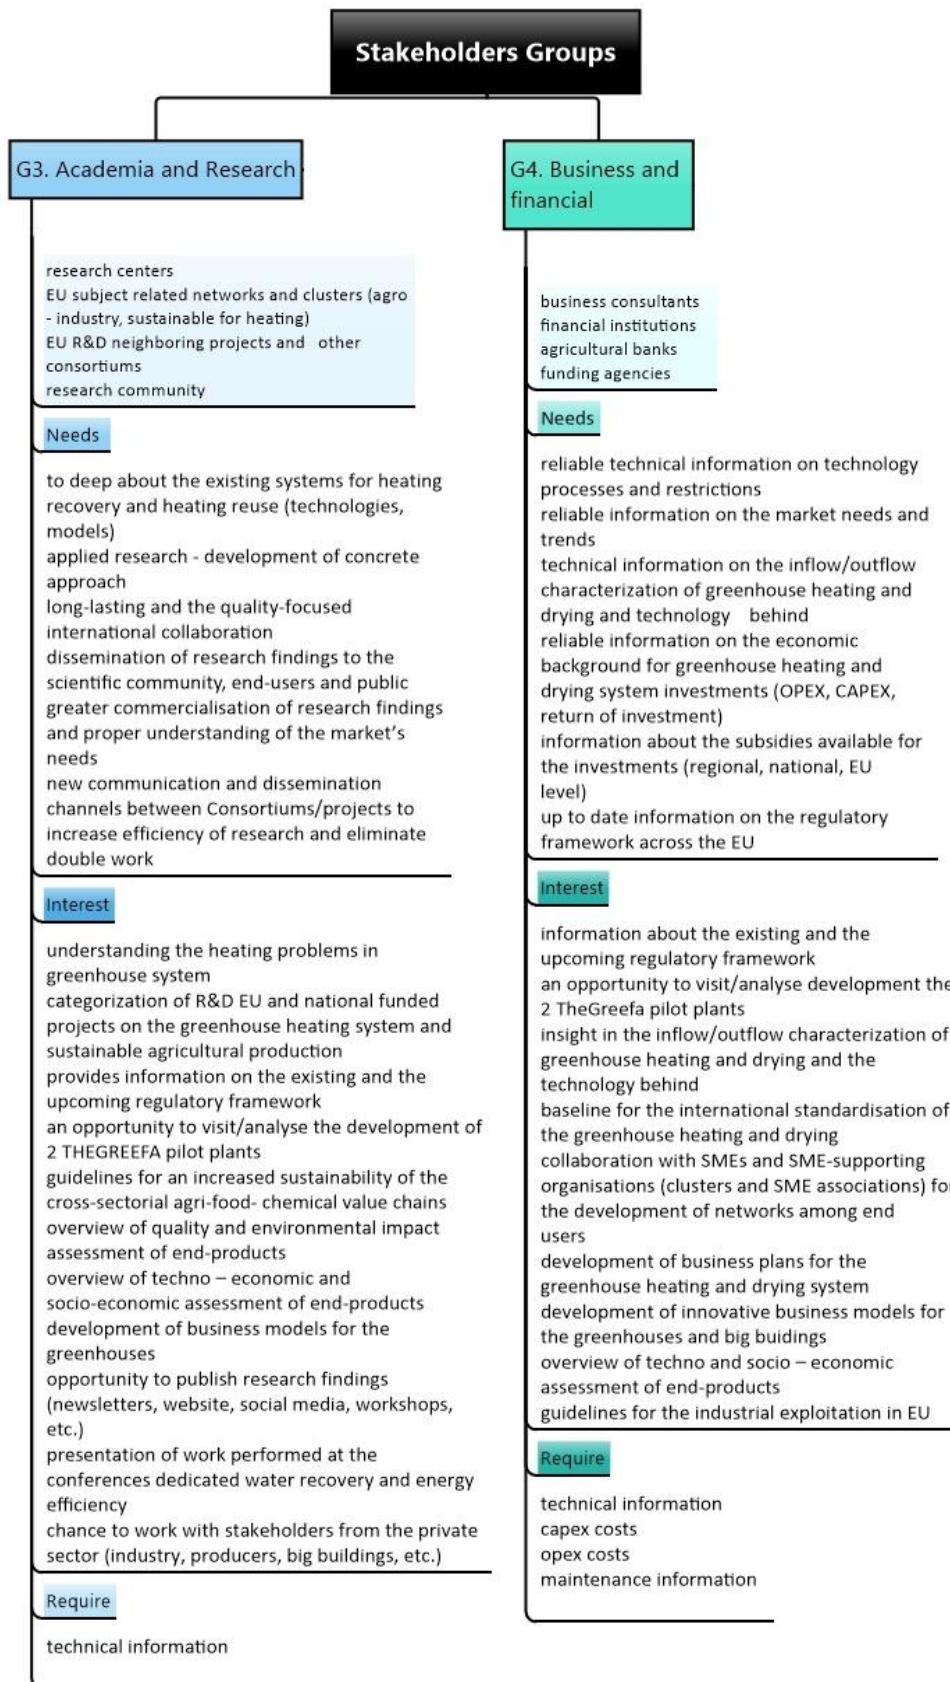 Stakeholders Groups
G3. Academia and Research
research centers
EU subject related networks and clusters (agro
- industry, sustainable for heating)
EU R&D neighboring projects and other
consortiums
research community
Needs
to deep about the existing systems for heating
recovery and heating reuse (technologies,
models)
applied research - development of concrete
approach
long-lasting and the quality-focused
international collaboration
dissemination of research findings to the
scientific community, end-users and public
greater commercialisation of research findings
and proper understanding of the market's
needs
new communication and dissemination
channels between Consortiums/projects to
increase efficiency of research and eliminate
double work
Interest
understanding the heating problems in
greenhouse system
categorization of R&D EU and national funded
projects on the greenhouse heating system and
sustainable agricultural production
provides information on the existing and the
upcoming regulatory framework
an opportunity to visit/analyse the development of
2 THEGREEFA pilot plants
guidelines for an increased sustainability of the
cross-sectorial agri-food- chemical value chains
overview of quality and environmental impact
assessment of end-products
overview of techno – economic and
socio-economic assessment of end-products
development of business models for the
greenhouses
opportunity to publish research findings
(newsletters, website, social media, workshops,
etc.)
presentation of work performed at the
conferences dedicated water recovery and energy
efficiency
chance to work with stakeholders from the private
sector (industry, producers, big buildings, etc.)
Require
technical information
G4. Business and
financial
business consultants
financial institutions
agricultural banks
funding agencies
Needs
reliable technical information on technology
processes and restrictions
reliable information on the market needs and
trends
technical information on the inflow/outflow
characterization of greenhouse heating and
drying and technology behind
reliable information on the economic
background for greenhouse heating and
drying system investments (OPEX, CAPEX,
return of investment)
information about the subsidies available for
the investments (regional, national, EU
level)
up to date information on the regulatory
framework across the EU
Interest
information about the existing and the
upcoming regulatory framework
an opportunity to visit/analyse development the
2 TheGreefa pilot plants
insight in the inflow/outflow characterization of
greenhouse heating and drying and the
technology behind
baseline for the international standardisation of
the greenhouse heating and drying
collaboration with SMEs and SME-supporting
organisations (clusters and SME associations) for
the development of networks among end
users
development of business plans for the
greenhouse heating and drying system
development of innovative business models for
the greenhouses and big buidings
overview of techno and socio – economic
assessment of end-products
guidelines for the industrial exploitation in EU
Require
technical information
capex costs
opex costs
maintenance information